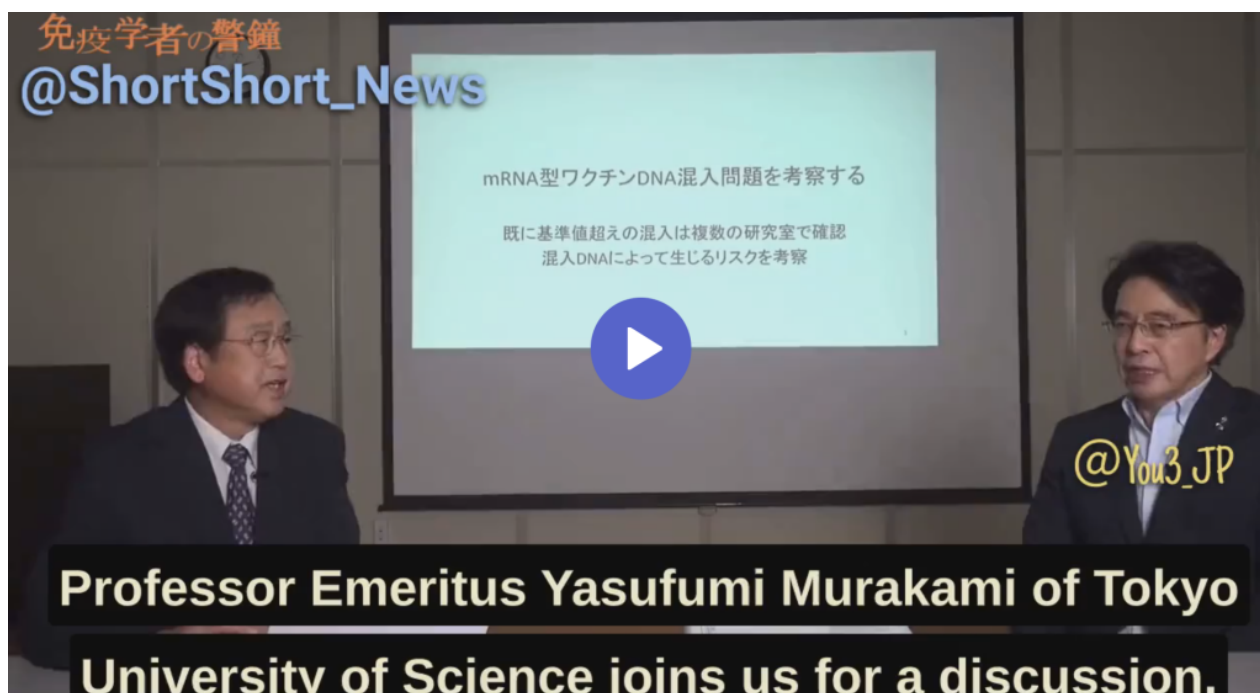 免疫学者の警鐘
@ShortShort_News
mRNA型ワクチンDNA混入問題を考察する
既に基準値超えの混入は複数の研究室で確認
混入DNAによって生じるリスクを考察
@You3_JP
Professor Emeritus Yasufumi Murakami of Tokyo
University of Science joins us for a discussion.